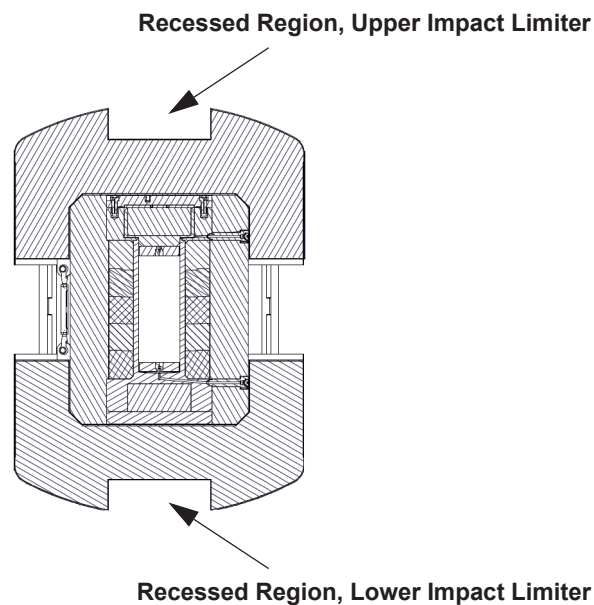 Recessed Region, Upper Impact Limiter
Recessed Region, Lower Impact Limiter